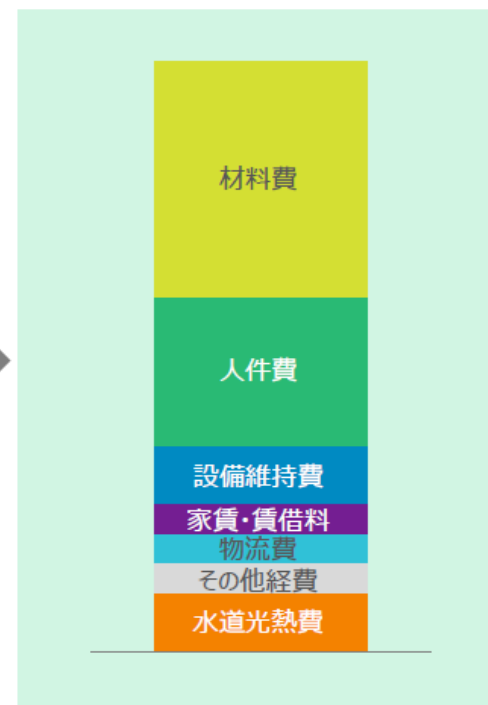 材料費
人件費
設備維持費
家賃・賃借料
物流費
その他経費
水道光熱費